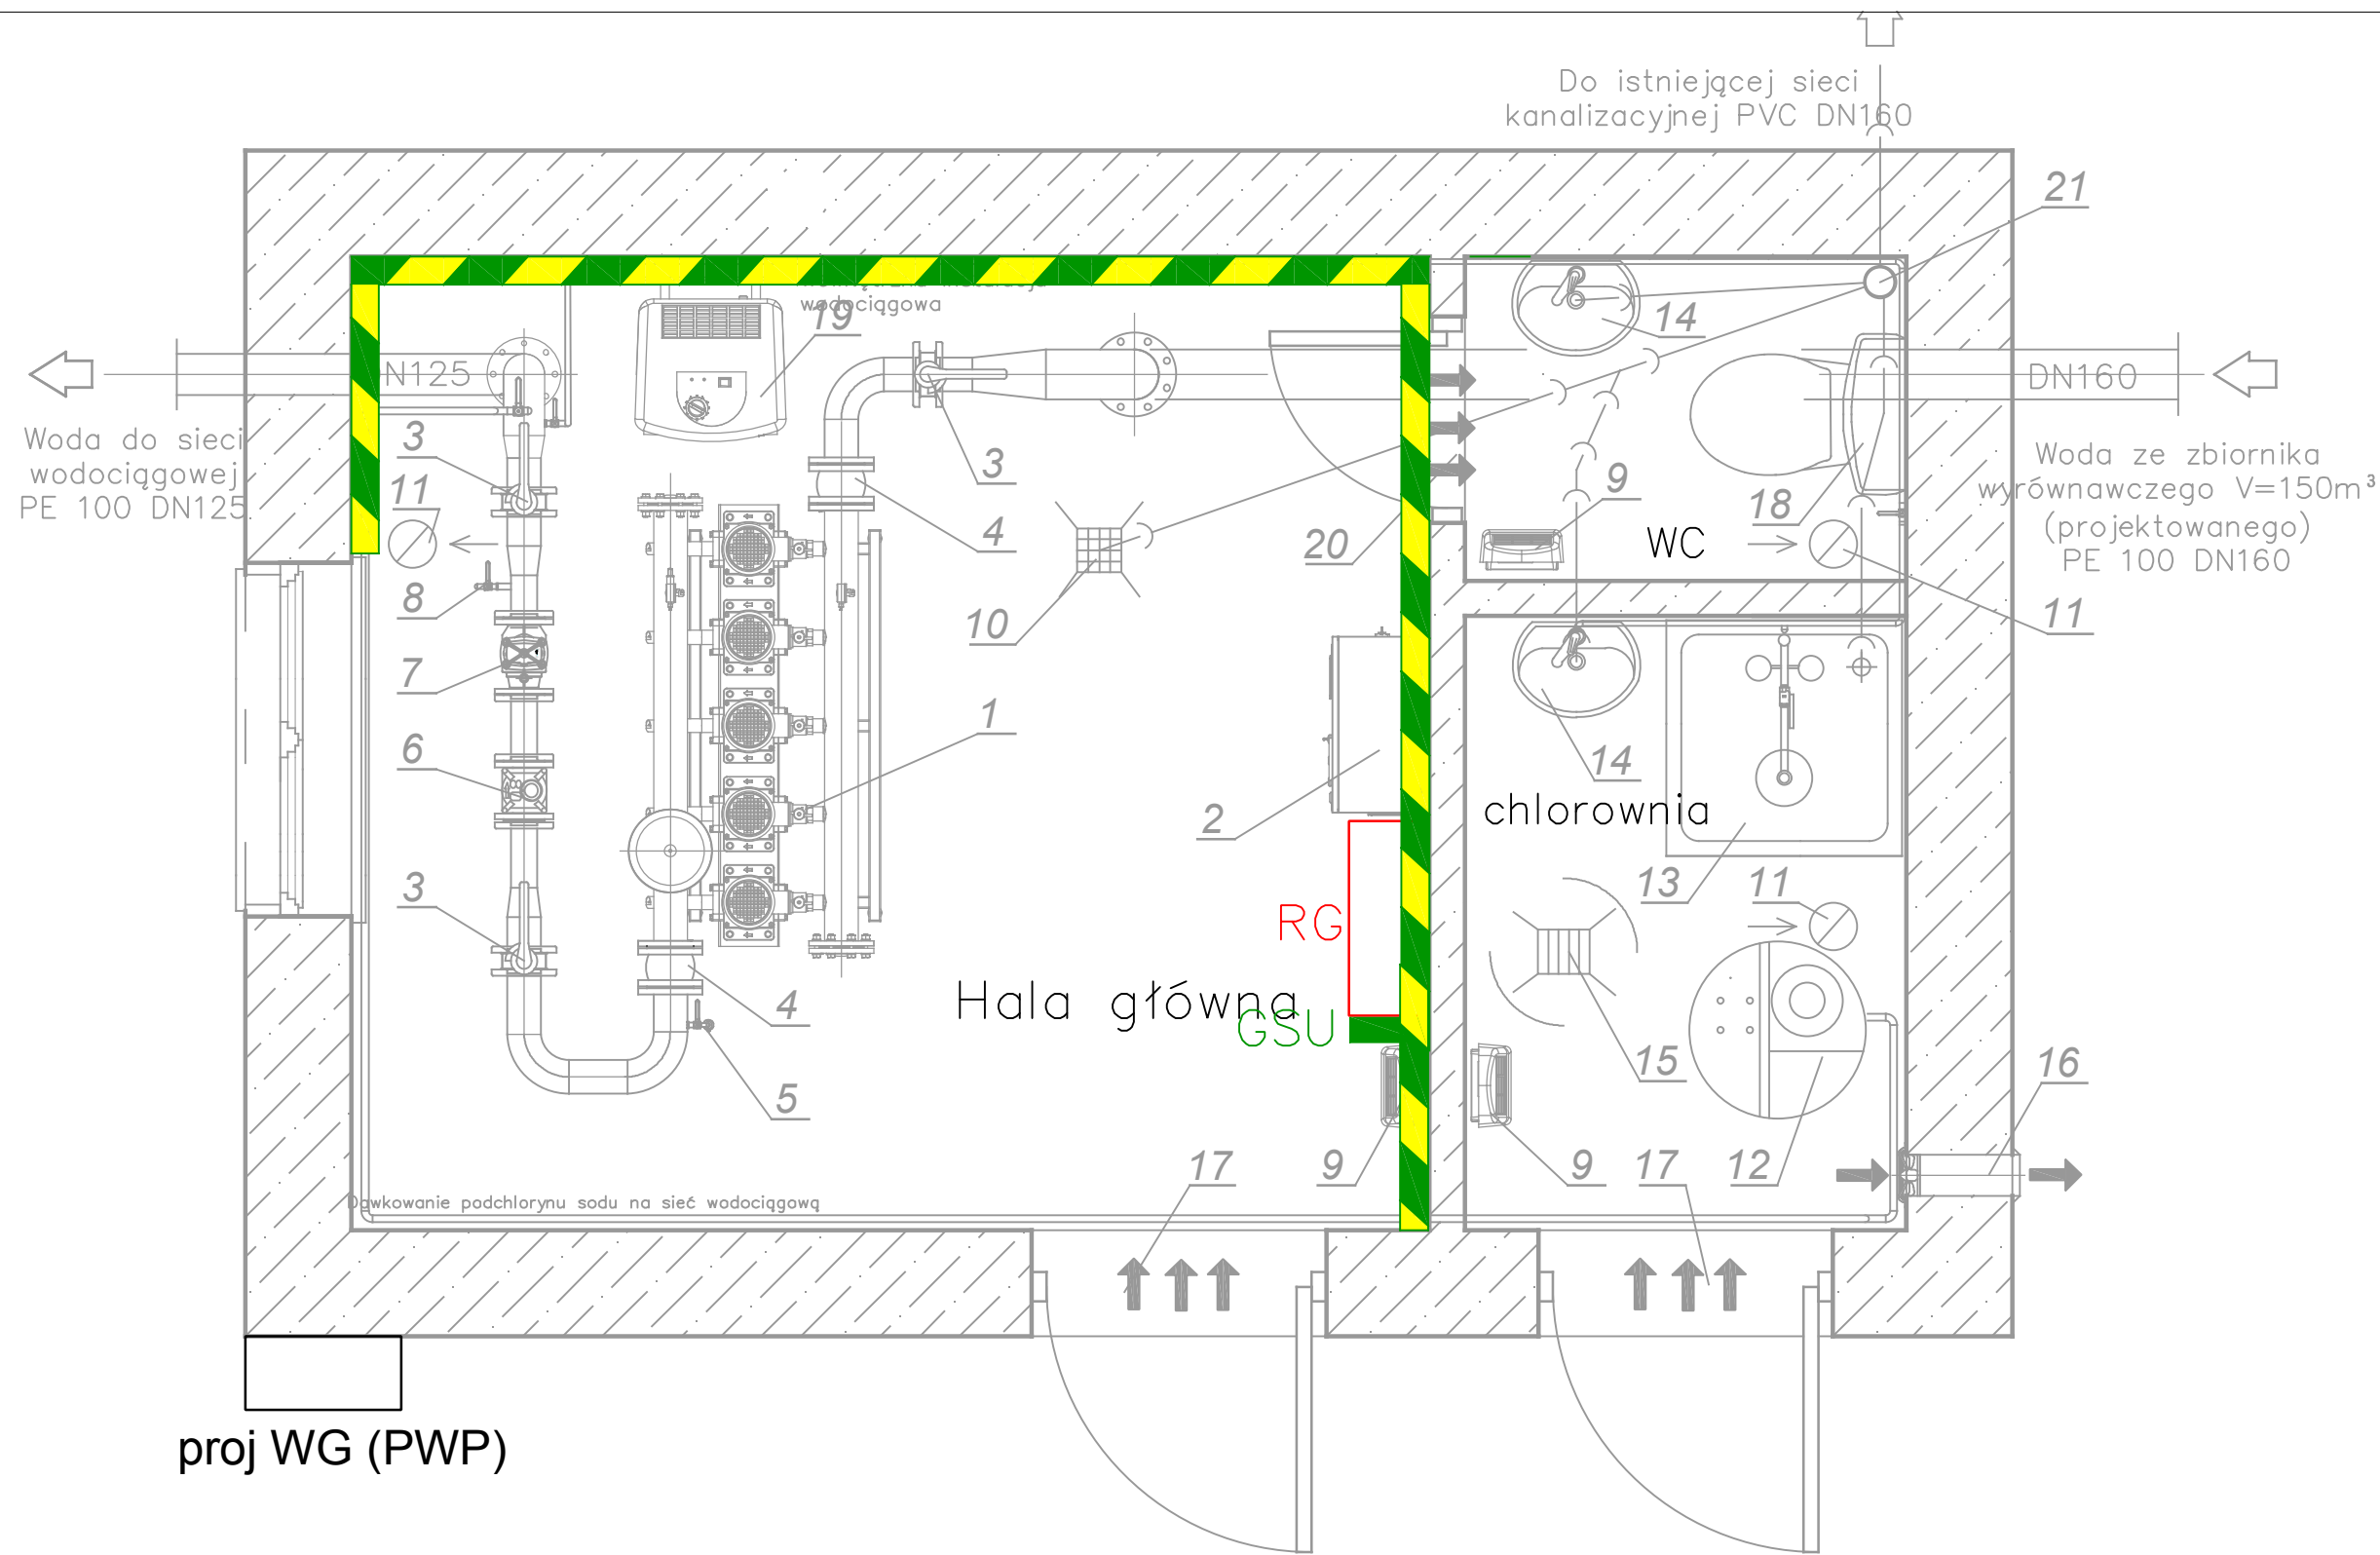 Do istniejącej sieci
kanalizacyjnej PVC DN160
21
wodociągowa
19
14
N125
DN160
Woda do sieci
wodociągowej
PE 100 DN125
3
11
3
4
9
18
WC
20
Woda ze zbiornika
wyrównawczego V=150m³
(projektowanego)
PE 100 DN160
8
10
11
7
1
6
14
2
chlorownia
3
13
11
RG
Hala główna
GSU
4
5
15
16
17
9
9
17
12
Dawkowanie podchlorynu sodu na sieć wodociągową
proj WG (PWP)